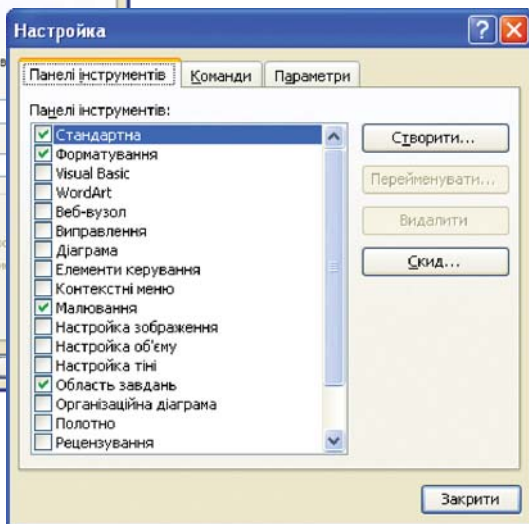 Настройка
Панелі інструментів Команди Параметри
Панелі інструментів:
Стандартна
Форматування
Visual Basic
WordArt
Веб-вузол
Виправлення
Діаграма
Елементи керування
Контекстні меню
Малювання
Настройка зображення
Настройка об'єму
Настройка тіні
Область завдань
Організаційна діаграма
Полотно
Рецензування
Створити...
Перейменувати...
Видалити
Скид...
Закрити